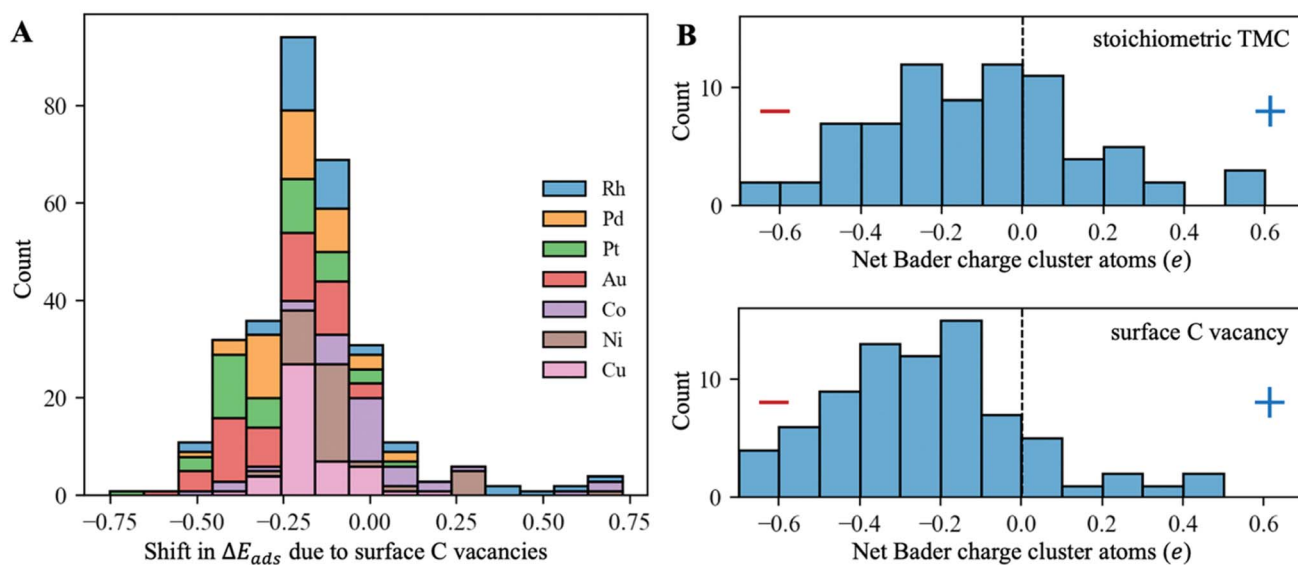 A
Count
80
60
40
20
0
Rh
Pd
Pt
Au
Co
Ni
Cu
−0.75 −0.50 −0.25 0.00 0.25 0.50 0.75
Shift in ΔE_{ads} due to surface C vacancies
B
stoichiometric TMC
Count
10
0
− +
−0.6 −0.4 −0.2 0.0 0.2 0.4 0.6
Net Bader charge cluster atoms (e)
surface C vacancy
Count
10
0
− +
−0.6 −0.4 −0.2 0.0 0.2 0.4 0.6
Net Bader charge cluster atoms (e)